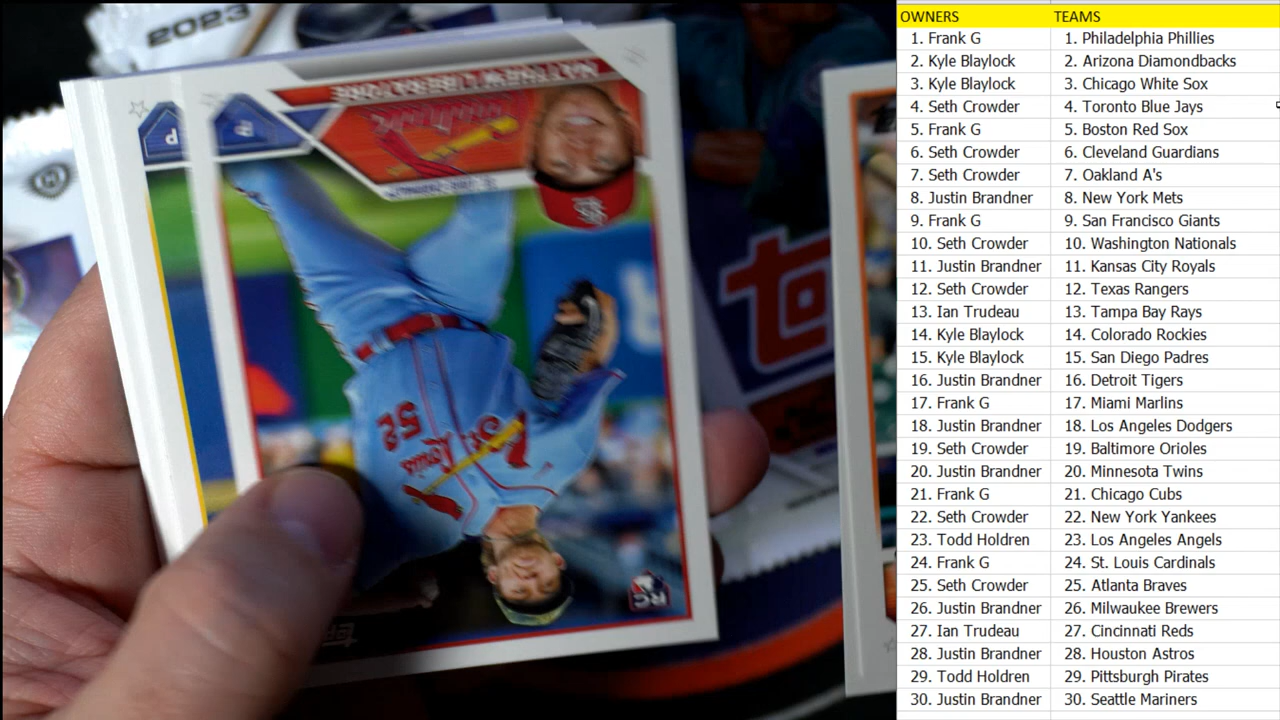 2023
MATTHEW LIBERATORE
P
P
52
St. Louis
RC
topps
OWNERS TEAMS
1. Frank G 1. Philadelphia Phillies
2. Kyle Blaylock 2. Arizona Diamondbacks
3. Kyle Blaylock 3. Chicago White Sox
4. Seth Crowder 4. Toronto Blue Jays
5. Frank G 5. Boston Red Sox
6. Seth Crowder 6. Cleveland Guardians
7. Seth Crowder 7. Oakland A's
8. Justin Brandner 8. New York Mets
9. Frank G 9. San Francisco Giants
10. Seth Crowder 10. Washington Nationals
11. Justin Brandner 11. Kansas City Royals
12. Seth Crowder 12. Texas Rangers
13. Ian Trudeau 13. Tampa Bay Rays
14. Kyle Blaylock 14. Colorado Rockies
15. Kyle Blaylock 15. San Diego Padres
16. Justin Brandner 16. Detroit Tigers
17. Frank G 17. Miami Marlins
18. Justin Brandner 18. Los Angeles Dodgers
19. Seth Crowder 19. Baltimore Orioles
20. Justin Brandner 20. Minnesota Twins
21. Frank G 21. Chicago Cubs
22. Seth Crowder 22. New York Yankees
23. Todd Holdren 23. Los Angeles Angels
24. Frank G 24. St. Louis Cardinals
25. Seth Crowder 25. Atlanta Braves
26. Justin Brandner 26. Milwaukee Brewers
27. Ian Trudeau 27. Cincinnati Reds
28. Justin Brandner 28. Houston Astros
29. Todd Holdren 29. Pittsburgh Pirates
30. Justin Brandner 30. Seattle Mariners